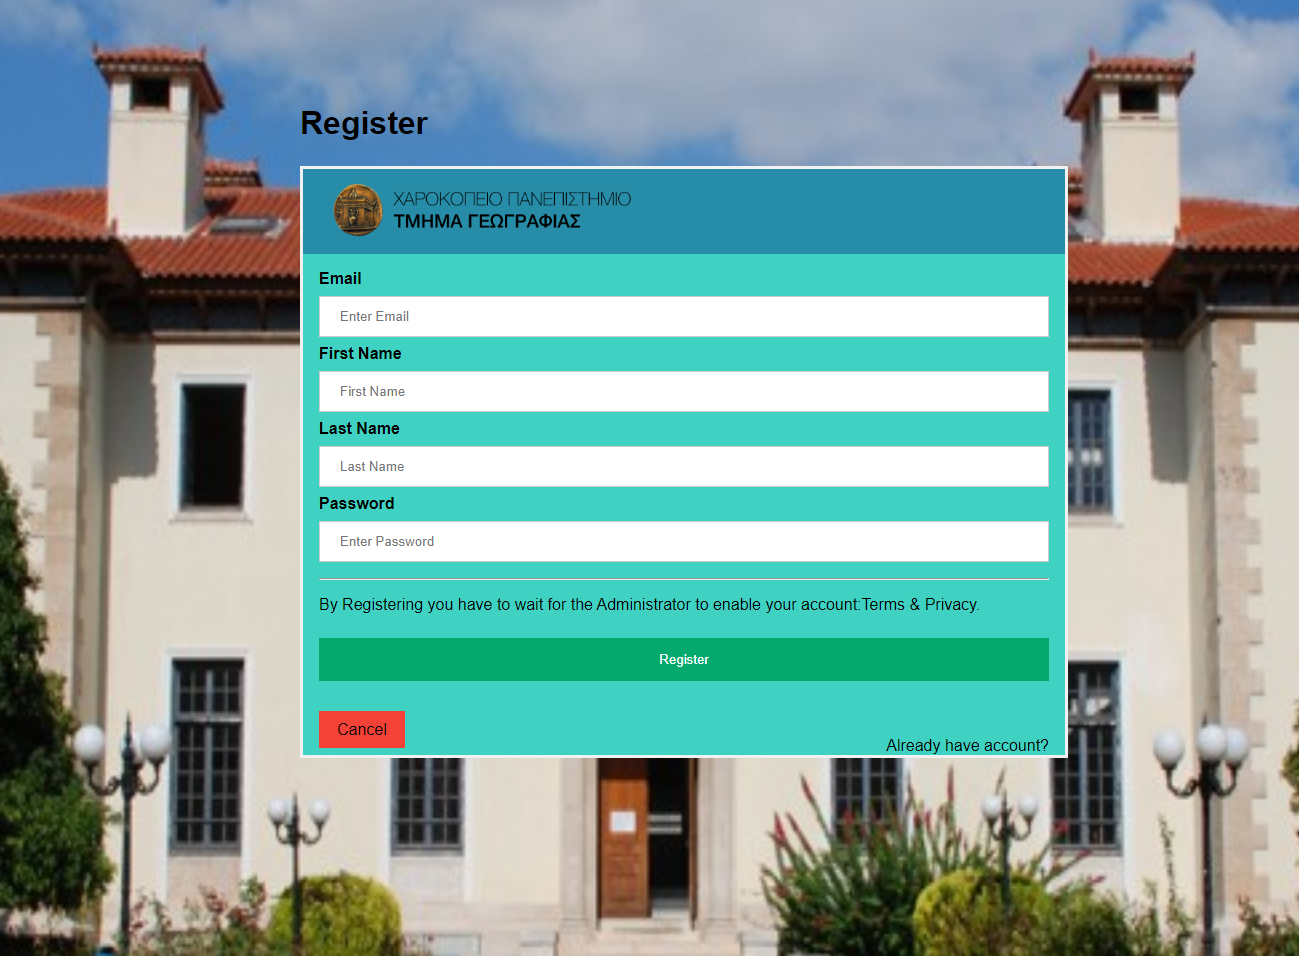 Register
ΧΑΡΟΚΟΠΕΙΟ ΠΑΝΕΠΙΣΤΗΜΙΟ
ΤΜΗΜΑ ΓΕΩΓΡΑΦΙΑΣ
Email
Enter Email
First Name
First Name
Last Name
Last Name
Password
Enter Password
By Registering you have to wait for the Administrator to enable your account:Terms & Privacy.
Register
Cancel
Already have account?